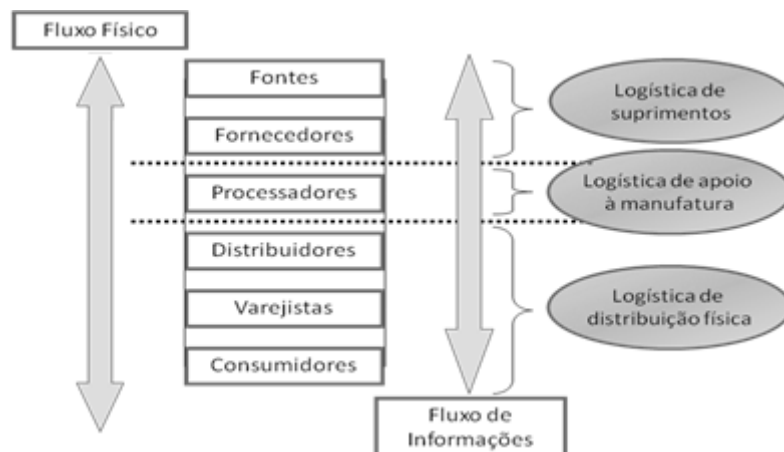 Fluxo Físico
Fontes
Fornecedores
Processadores
Distribuidores
Varejistas
Consumidores
Fluxo de
Informações
Logística de
suprimentos
Logística de apoio
à manufatura
Logística de
distribuição física